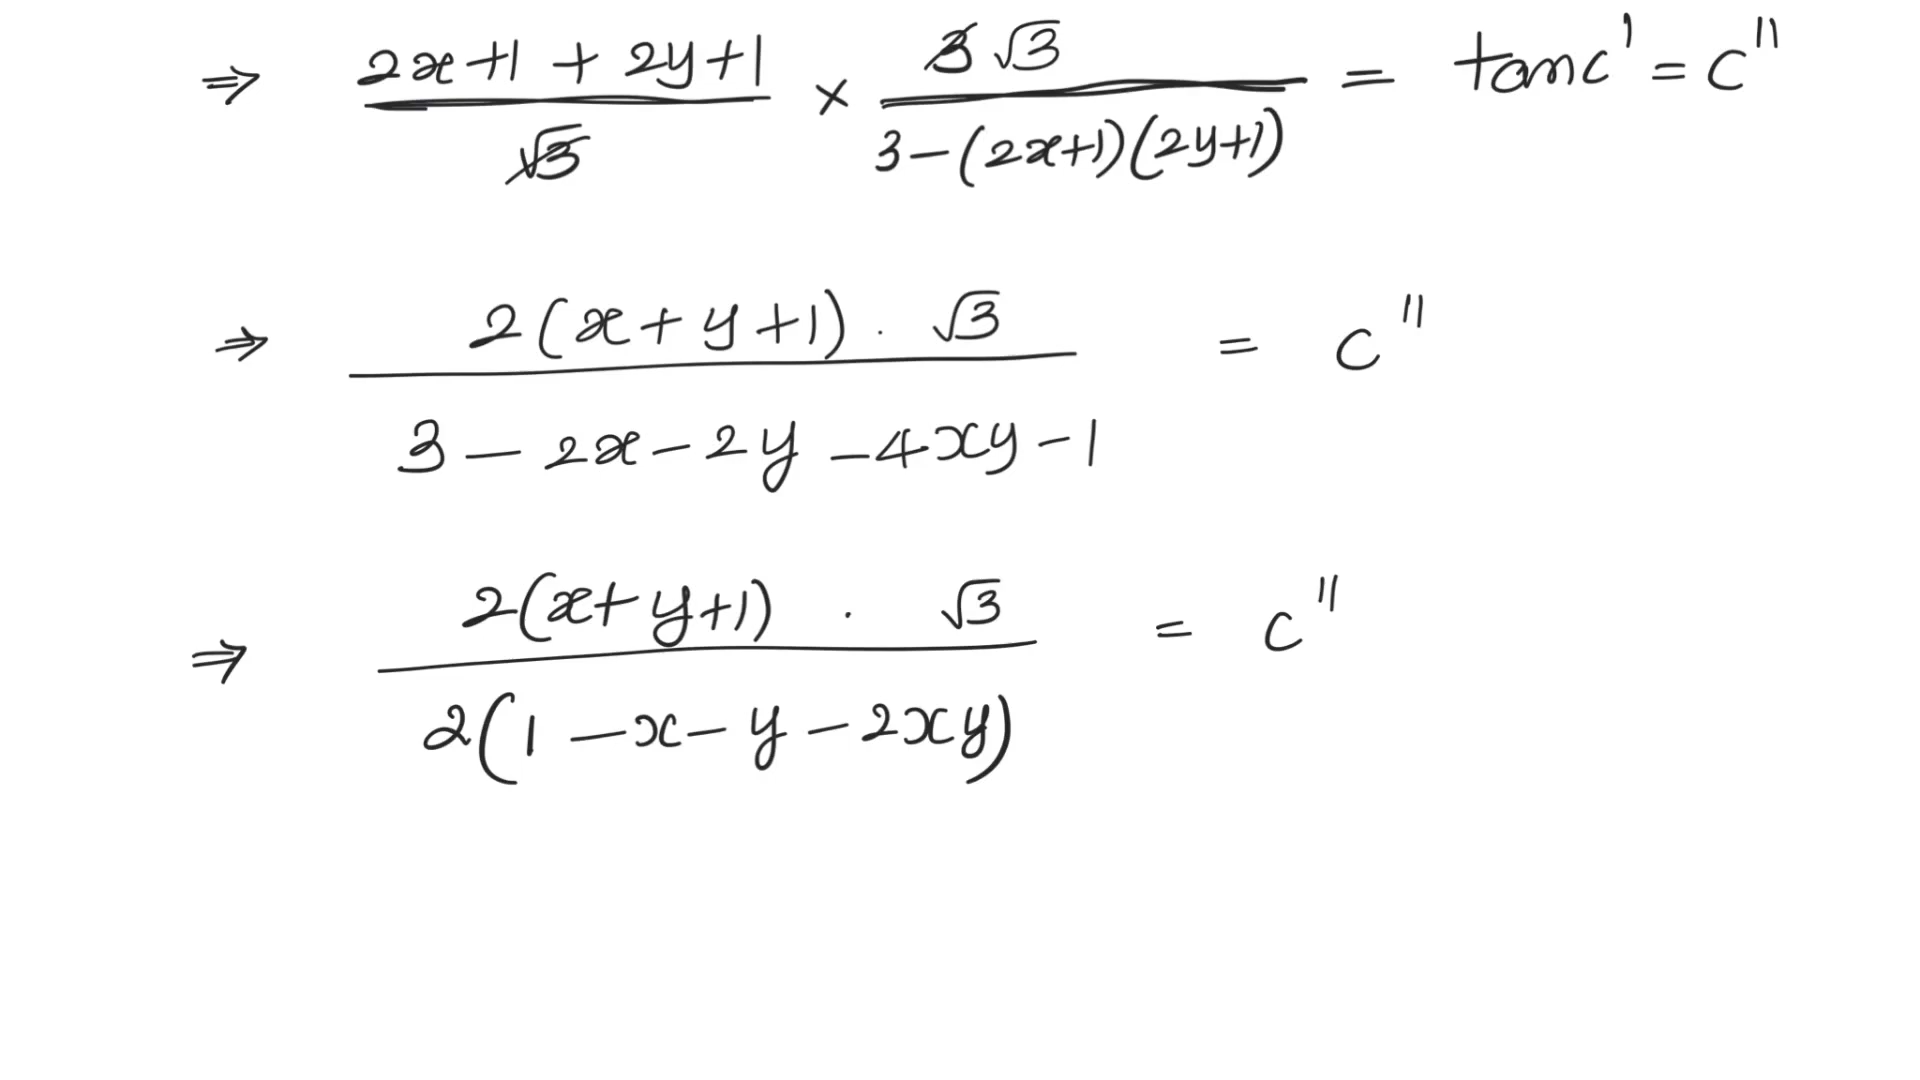 ⇒ (2x+1 + 2y+1)/√3 × 3√3/(3-(2x+1)(2y+1)) = tanc' = c''
⇒ 2(x+y+1) . √3/(3-2x-2y-4xy-1) = c''
⇒ 2(x+y+1) . √3/(2(1-x-y-2xy)) = c''